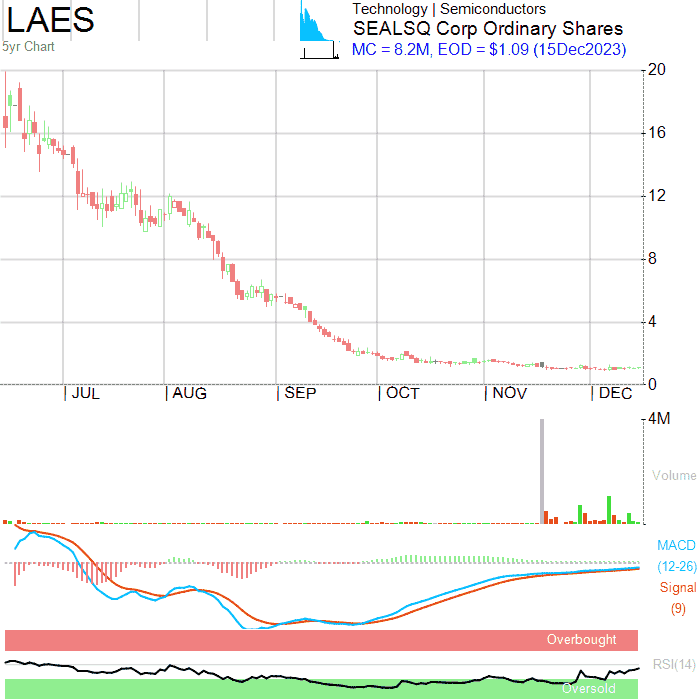 LAES
5yr Chart
Technology | Semiconductors
SEALSQ Corp Ordinary Shares
MC = 8.2M, EOD = $1.09 (15Dec2023)
20
16
12
8
4
0
JUL AUG SEP OCT NOV DEC
4M
Volume
MACD
(12-26)
Signal
(9)
Overbought
RSI(14)
Oversold